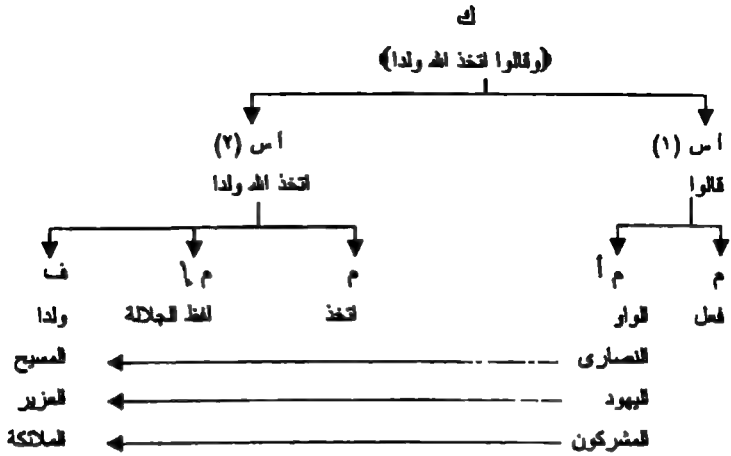 ك
﴿وقالوا اتخذ الله ولدا﴾
أ س (١) أ س (٢)
قالوا اتخذ الله ولدا
م م أ م م إ ف
فعل الواو اتخذ لفظ الجلالة ولدا
النصارى المسيح
اليهود العزير
المشركون الملائكة